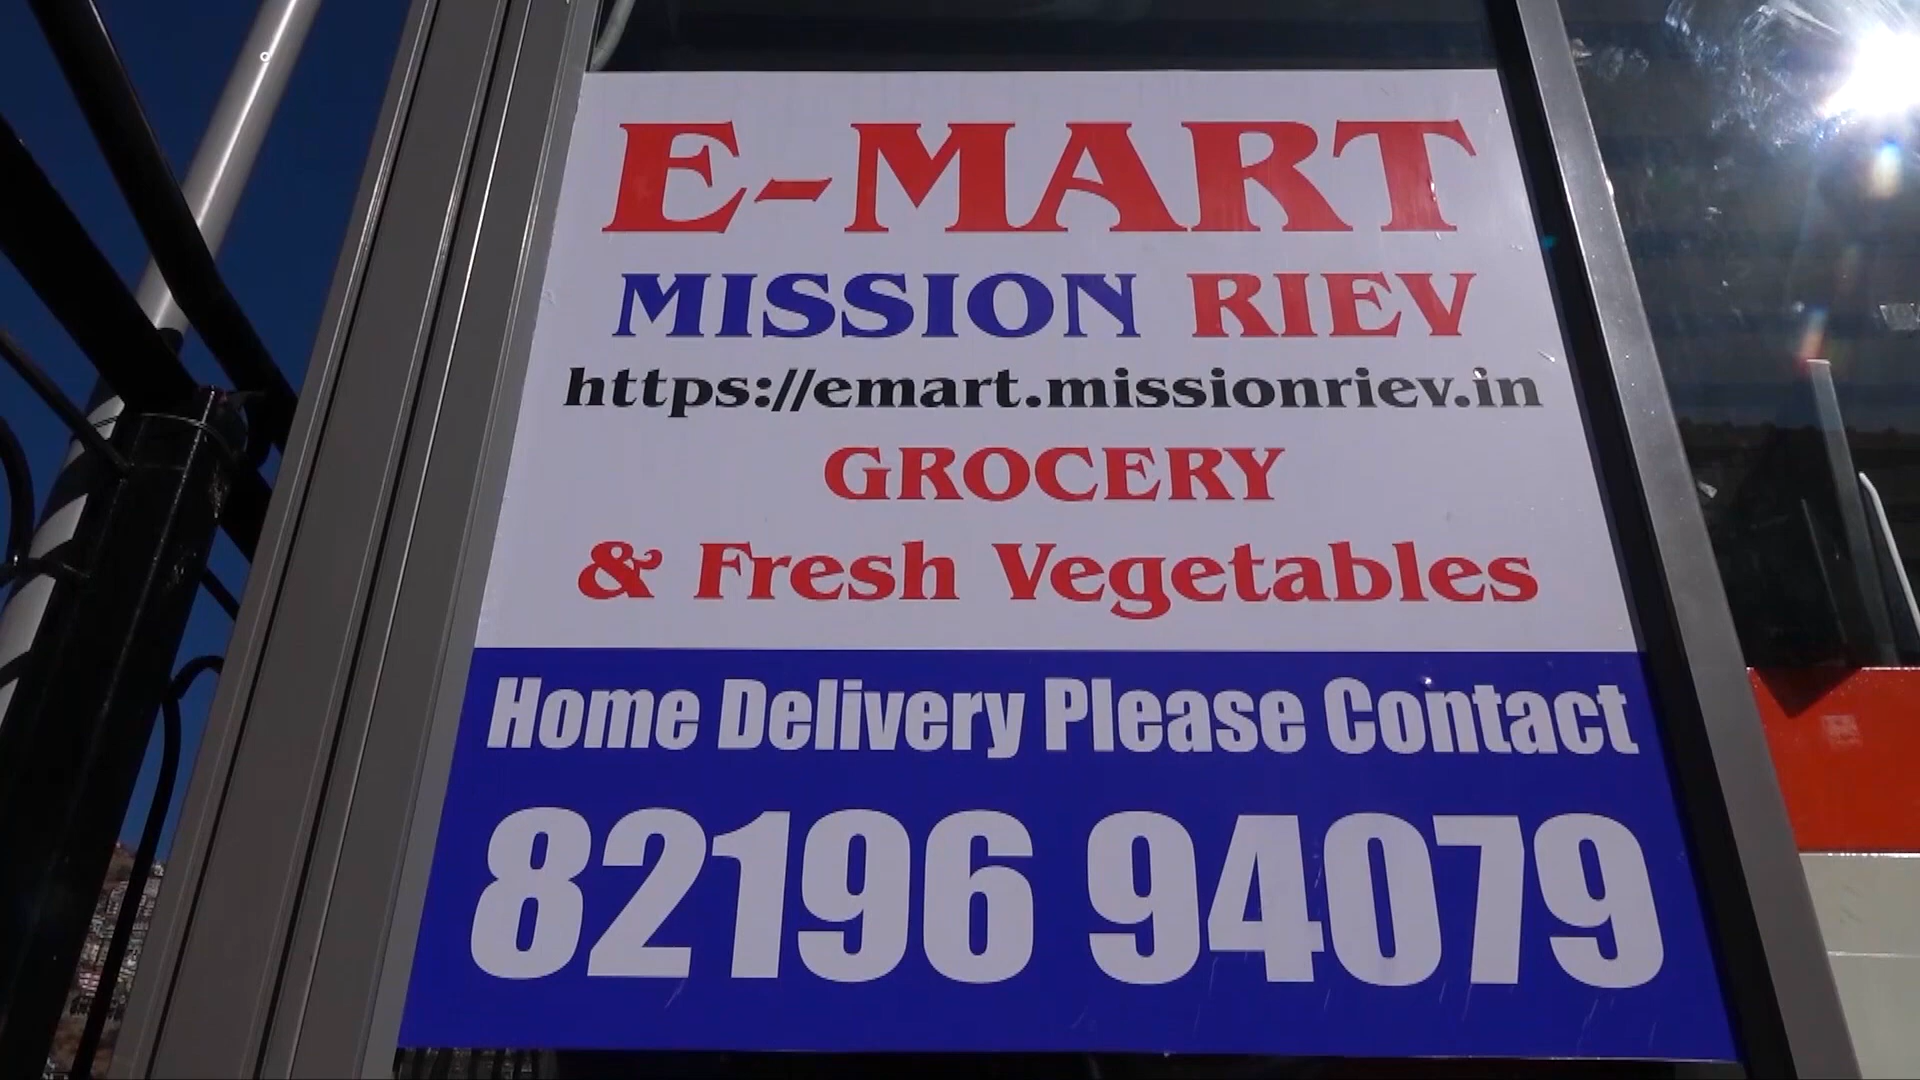 E-MART
MISSION RIEV
https://emart.missionriev.in
GROCERY
& Fresh Vegetables
Home Delivery Please Contact
82196 94079